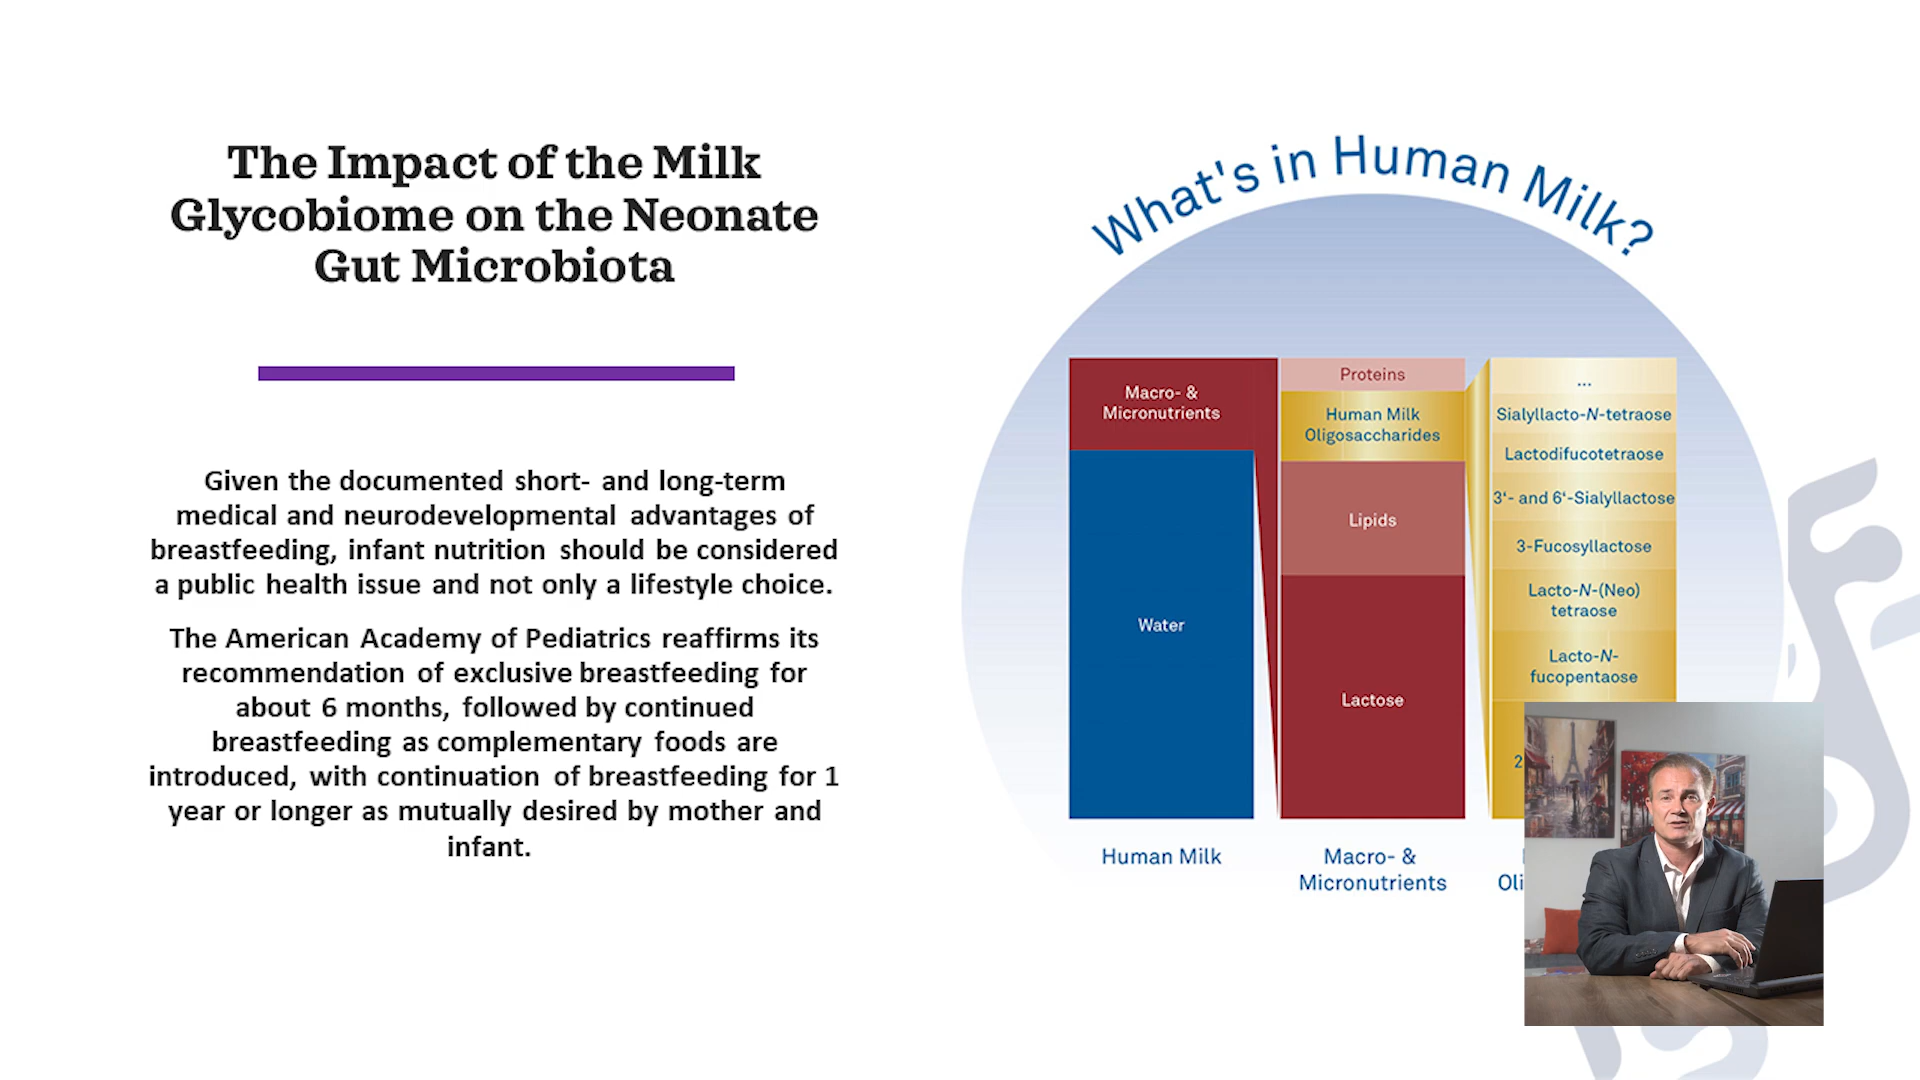 The Impact of the Milk
Glycobiome on the Neonate
Gut Microbiota
Given the documented short- and long-term
medical and neurodevelopmental advantages of
breastfeeding, infant nutrition should be considered
a public health issue and not only a lifestyle choice.
The American Academy of Pediatrics reaffirms its
recommendation of exclusive breastfeeding for
about 6 months, followed by continued
breastfeeding as complementary foods are
introduced, with continuation of breastfeeding for 1
year or longer as mutually desired by mother and
infant.
What's in Human Milk?
Macro- &
Micronutrients
Water
Human Milk
Proteins
Human Milk
Oligosaccharides
Lipids
Lactose
Macro- &
Micronutrients
...
Sialyllacto-N-tetraose
Lactodifucotetraose
3‘- and 6‘-Sialyllactose
3-Fucosyllactose
Lacto-N-(Neo)
tetraose
Lacto-N-
fucopentaose
2
Oli